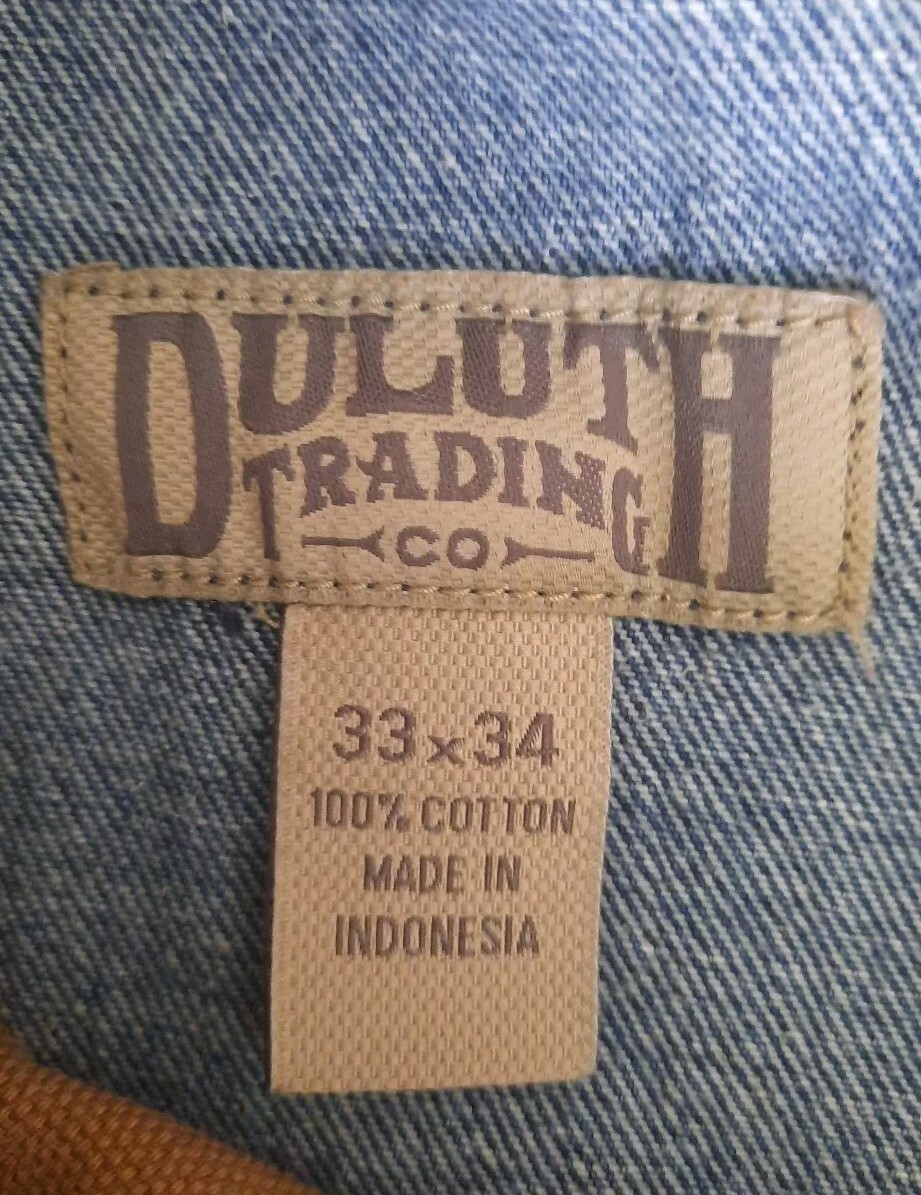 DULUTH
TRADING
CO
33x34
100% COTTON
MADE IN
INDONESIA